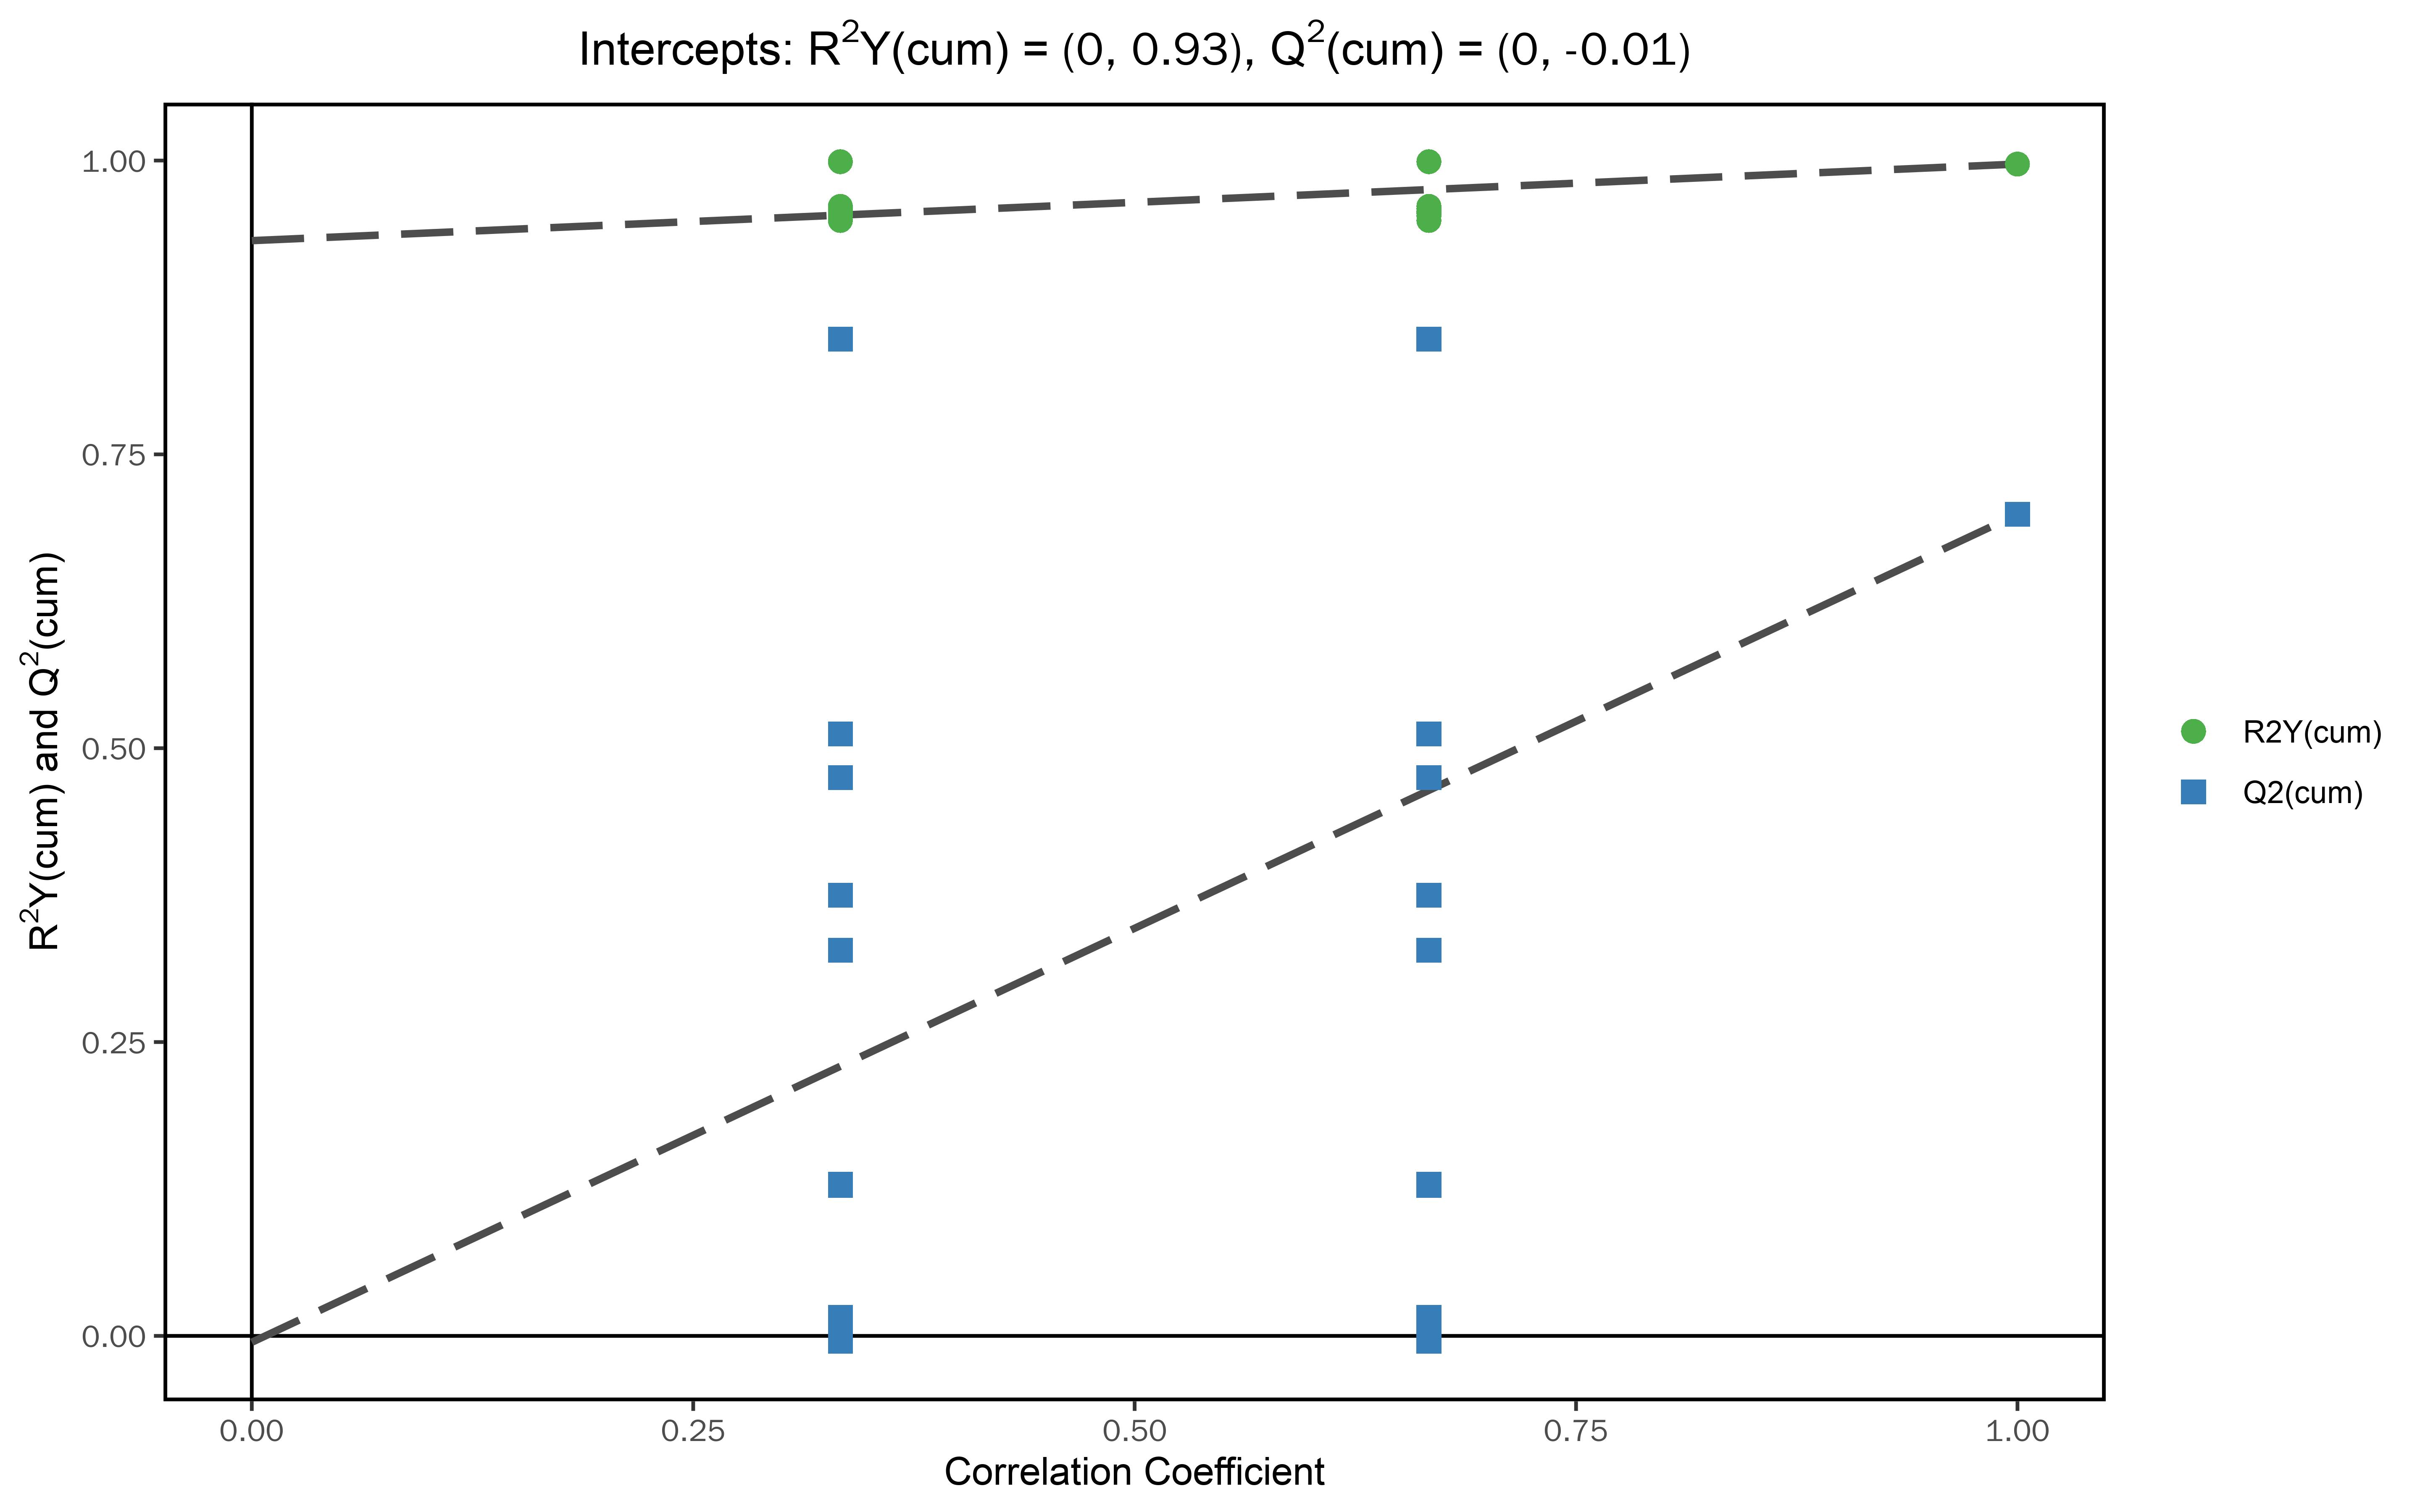 Intercepts: R²Y(cum) = (0, 0.93), Q²(cum) = (0, -0.01)
R²Y(cum) and Q²(cum)
1.00
0.75
0.50
0.25
0.00
0.00 0.25 0.50 0.75 1.00
Correlation Coefficient
R2Y(cum)
Q2(cum)